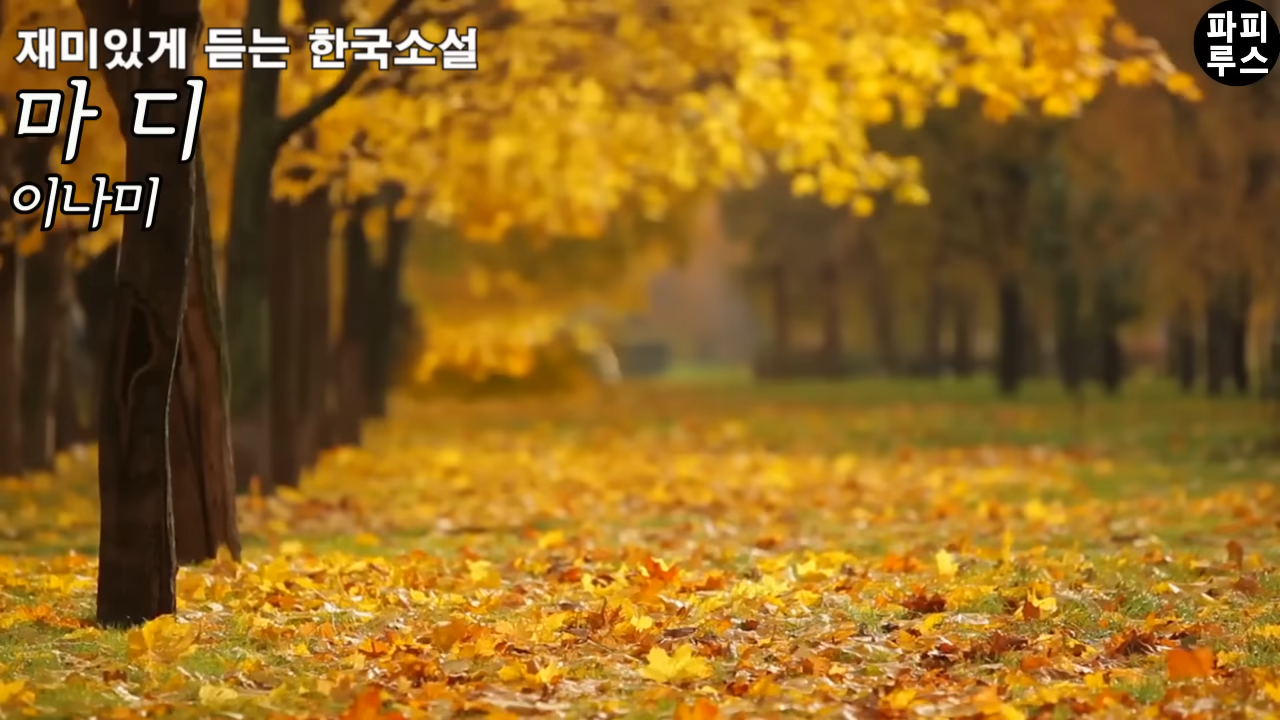 재미있게 듣는 한국소설
마 디
이나미
파피
루스